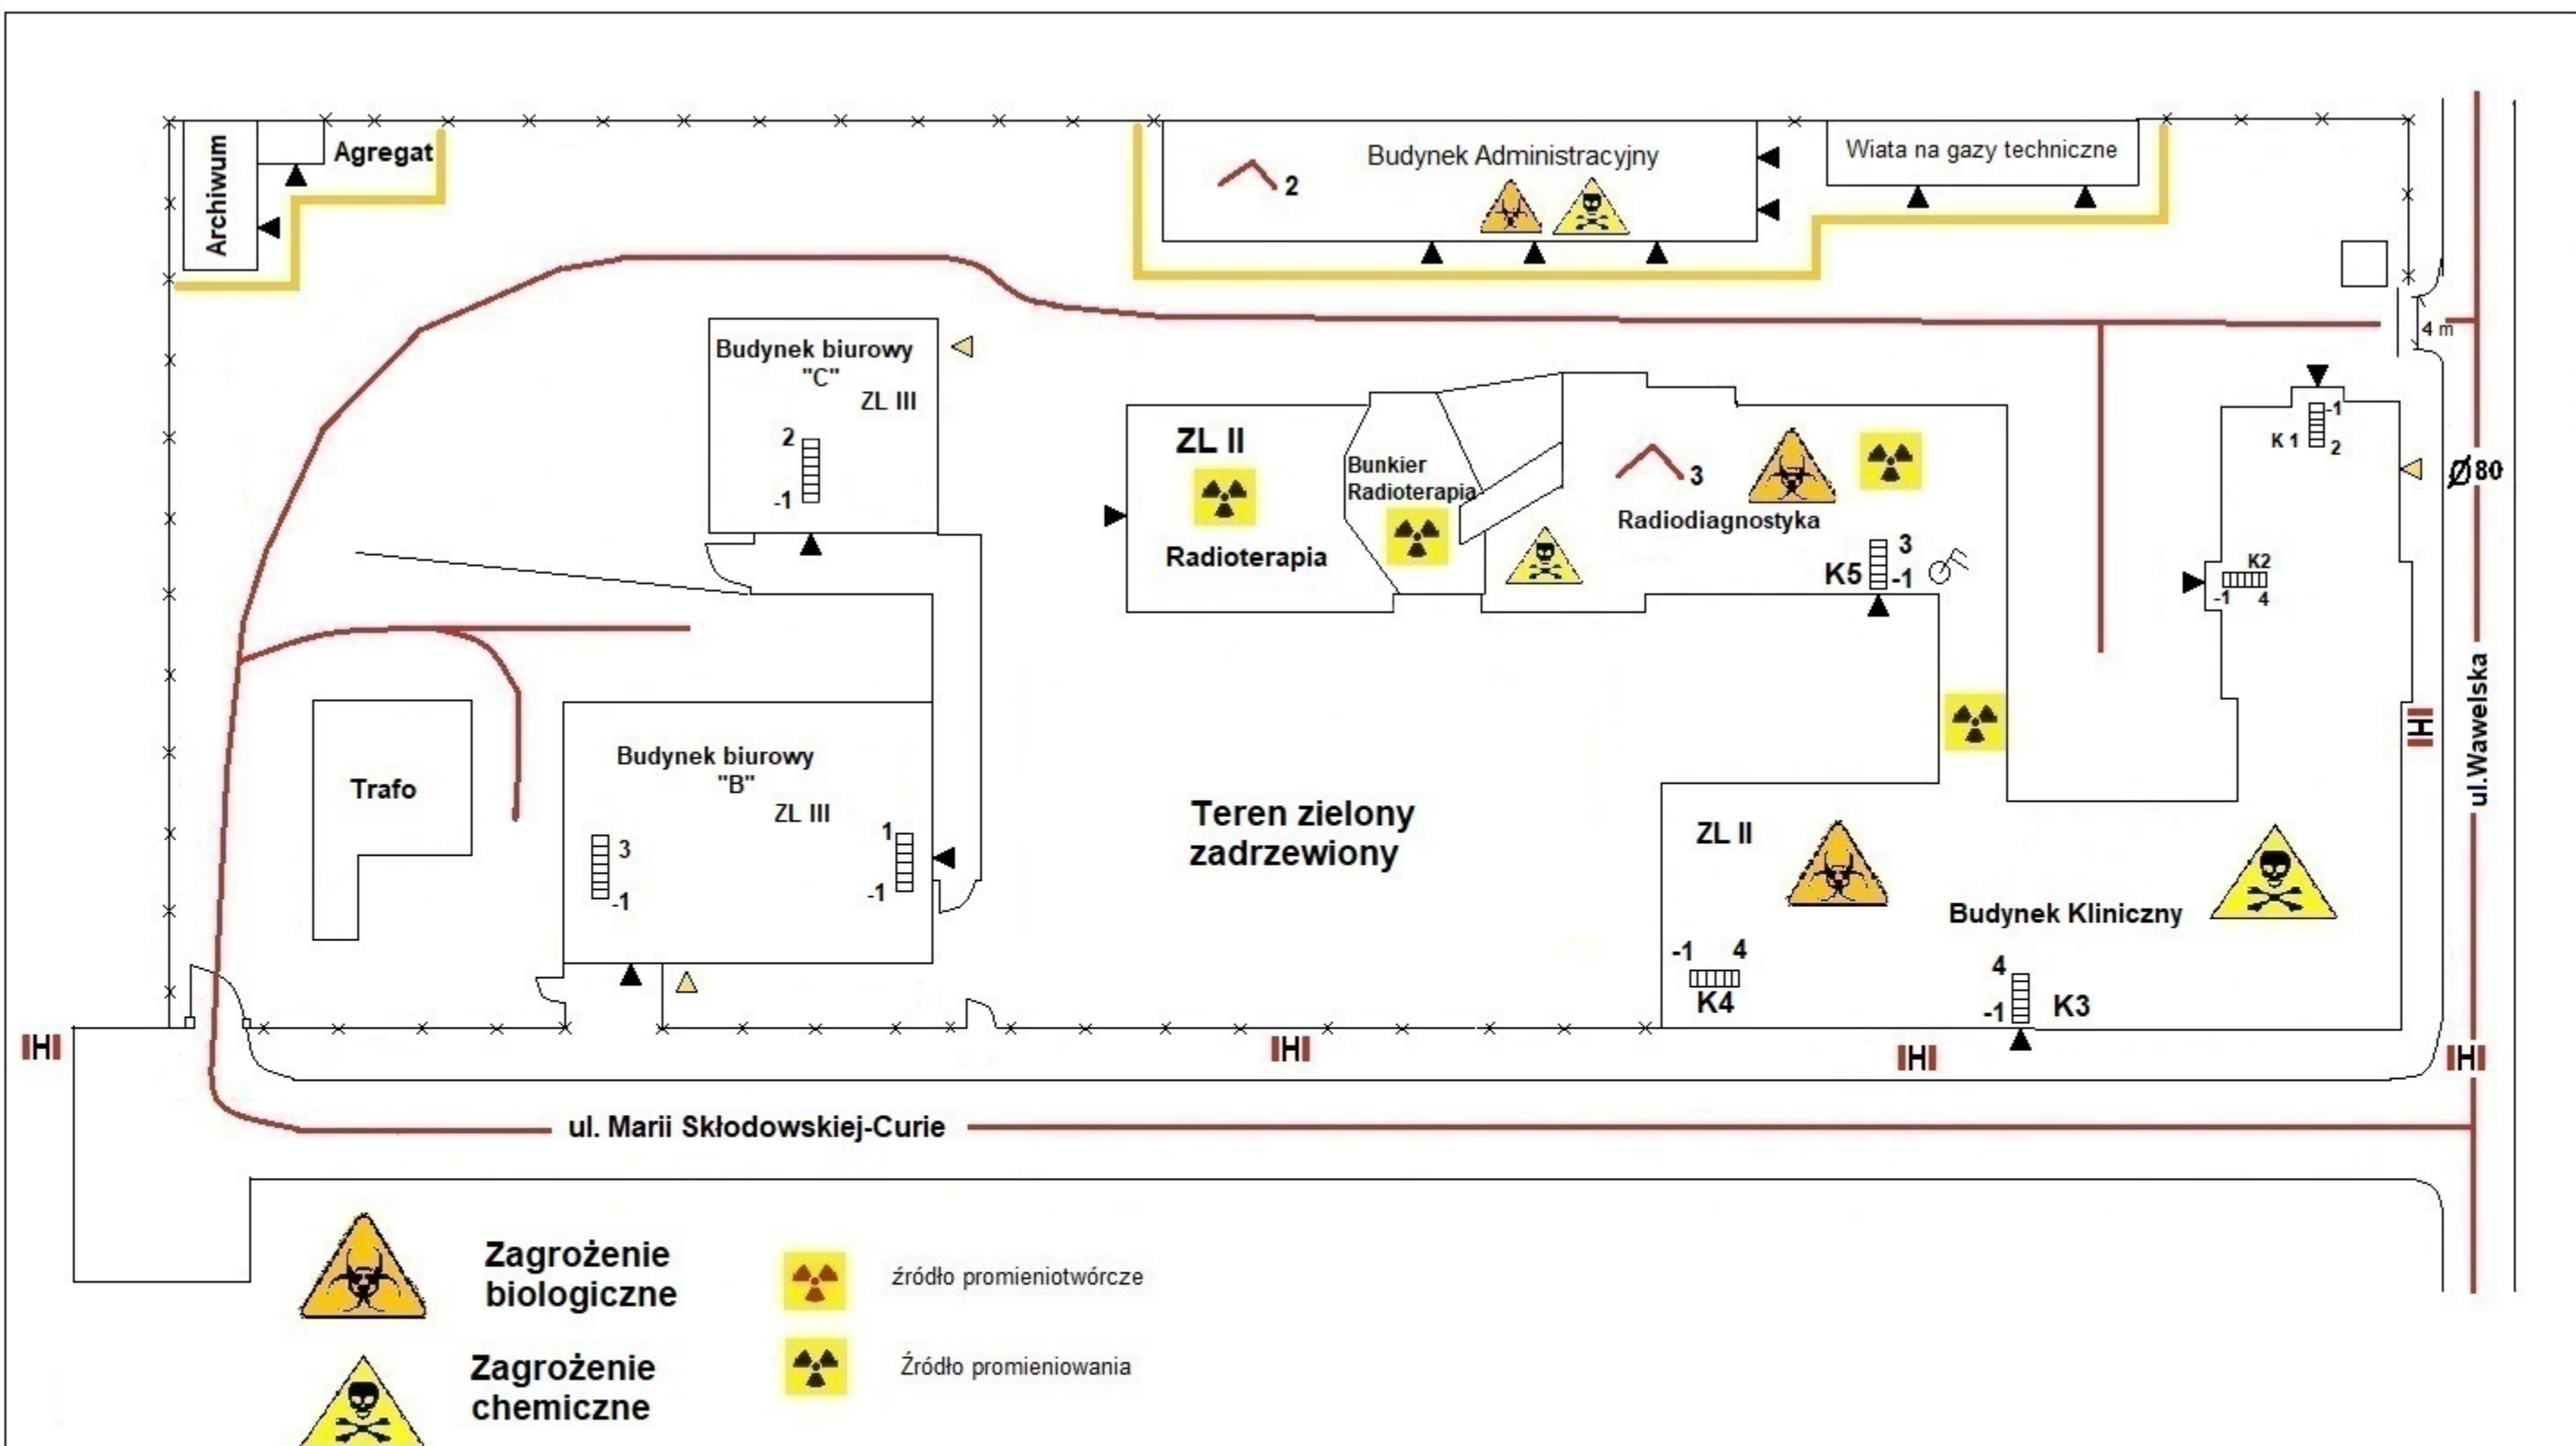 Archiwum
Agregat
2
Budynek Administracyjny
Wiata na gazy techniczne
4 m
Budynek biurowy
"C"
ZL III
2
-1
ZL II
Radioterapia
Bunkier
Radioterapia
3
Radiodiagnostyka
K5
3
-1
K 1
-1
2
K2
-1 4
Ø80
ul.Wawelska
Trafo
Budynek biurowy
"B"
ZL III
3
-1
1
-1
Teren zielony
zadrzewiony
ZL II
Budynek Kliniczny
-1 4
K4
4
-1
K3
H
H
H
H
H
ul. Marii Skłodowskiej-Curie
Zagrożenie
biologiczne
źródło promieniotwórcze
Zagrożenie
chemiczne
Źródło promieniowania